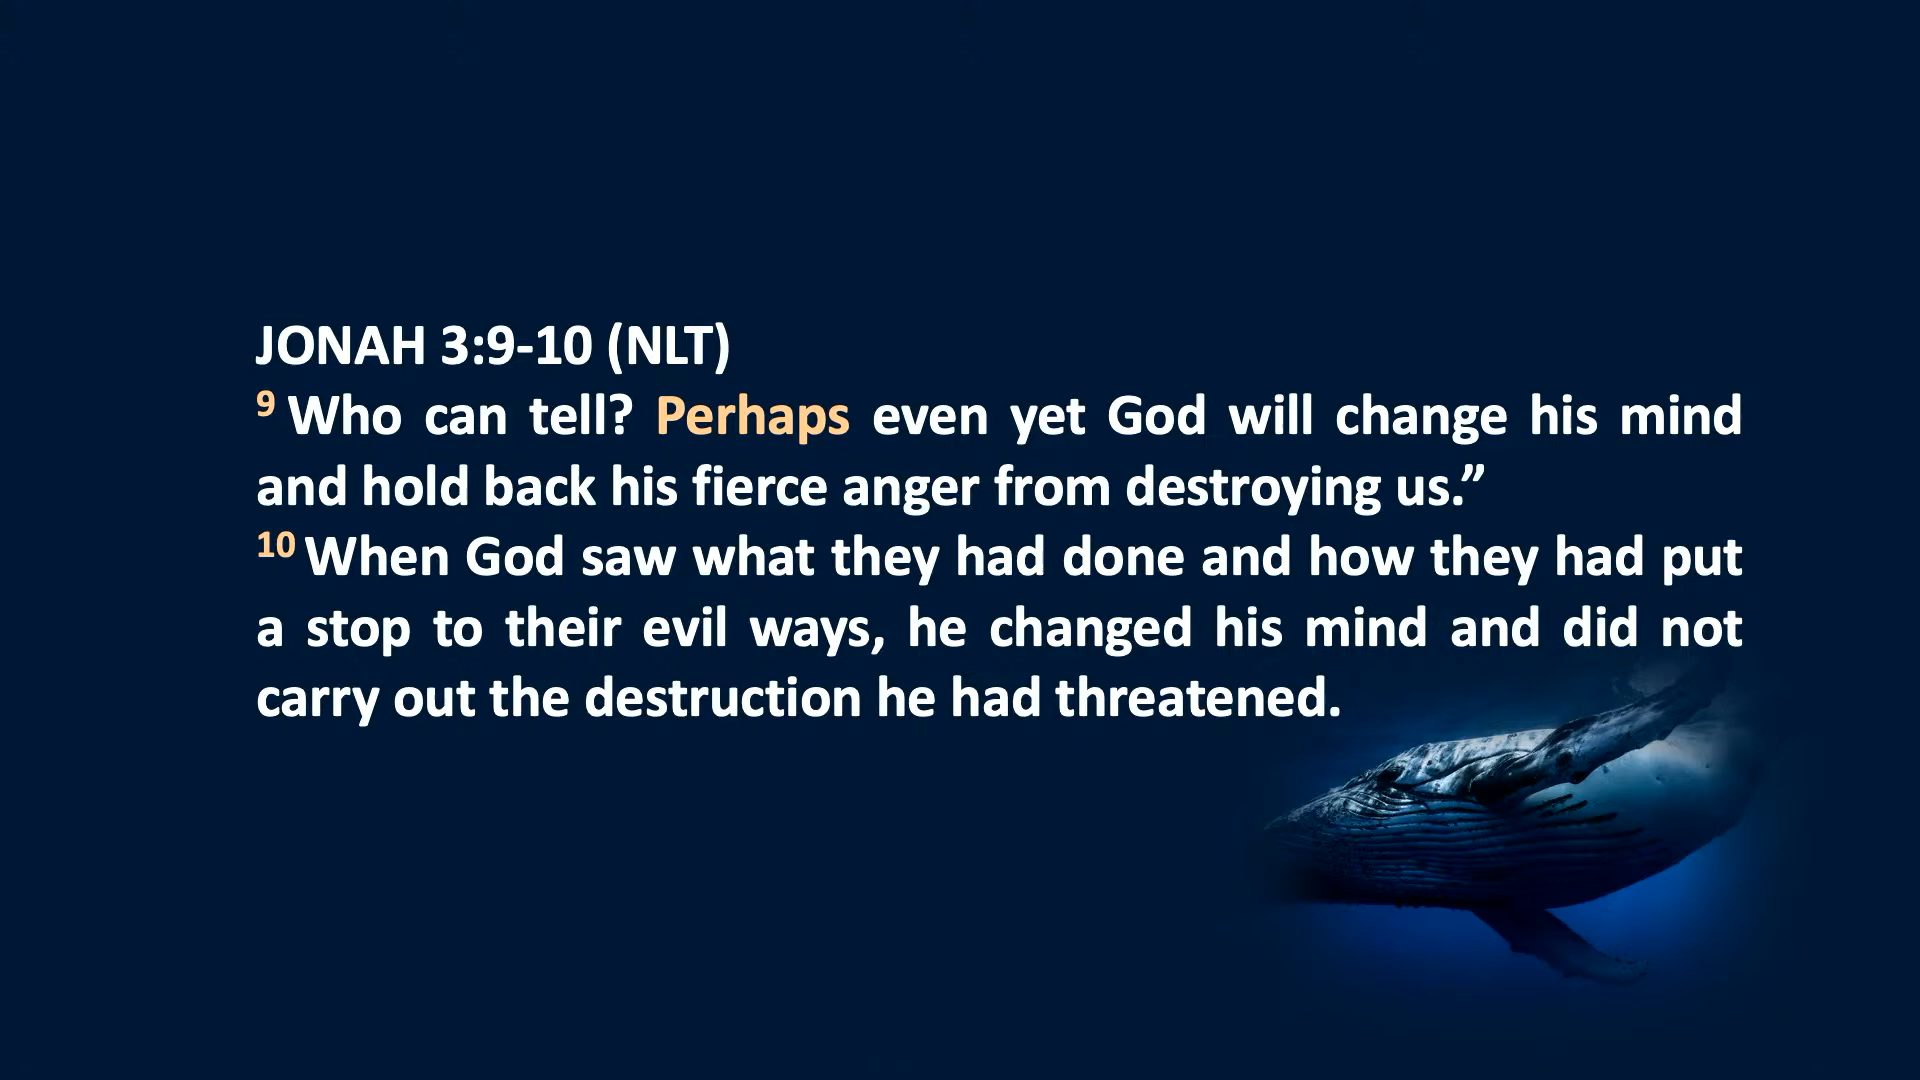 JONAH 3:9-10 (NLT)
9 Who can tell? Perhaps even yet God will change his mind
and hold back his fierce anger from destroying us.”
10 When God saw what they had done and how they had put
a stop to their evil ways, he changed his mind and did not
carry out the destruction he had threatened.